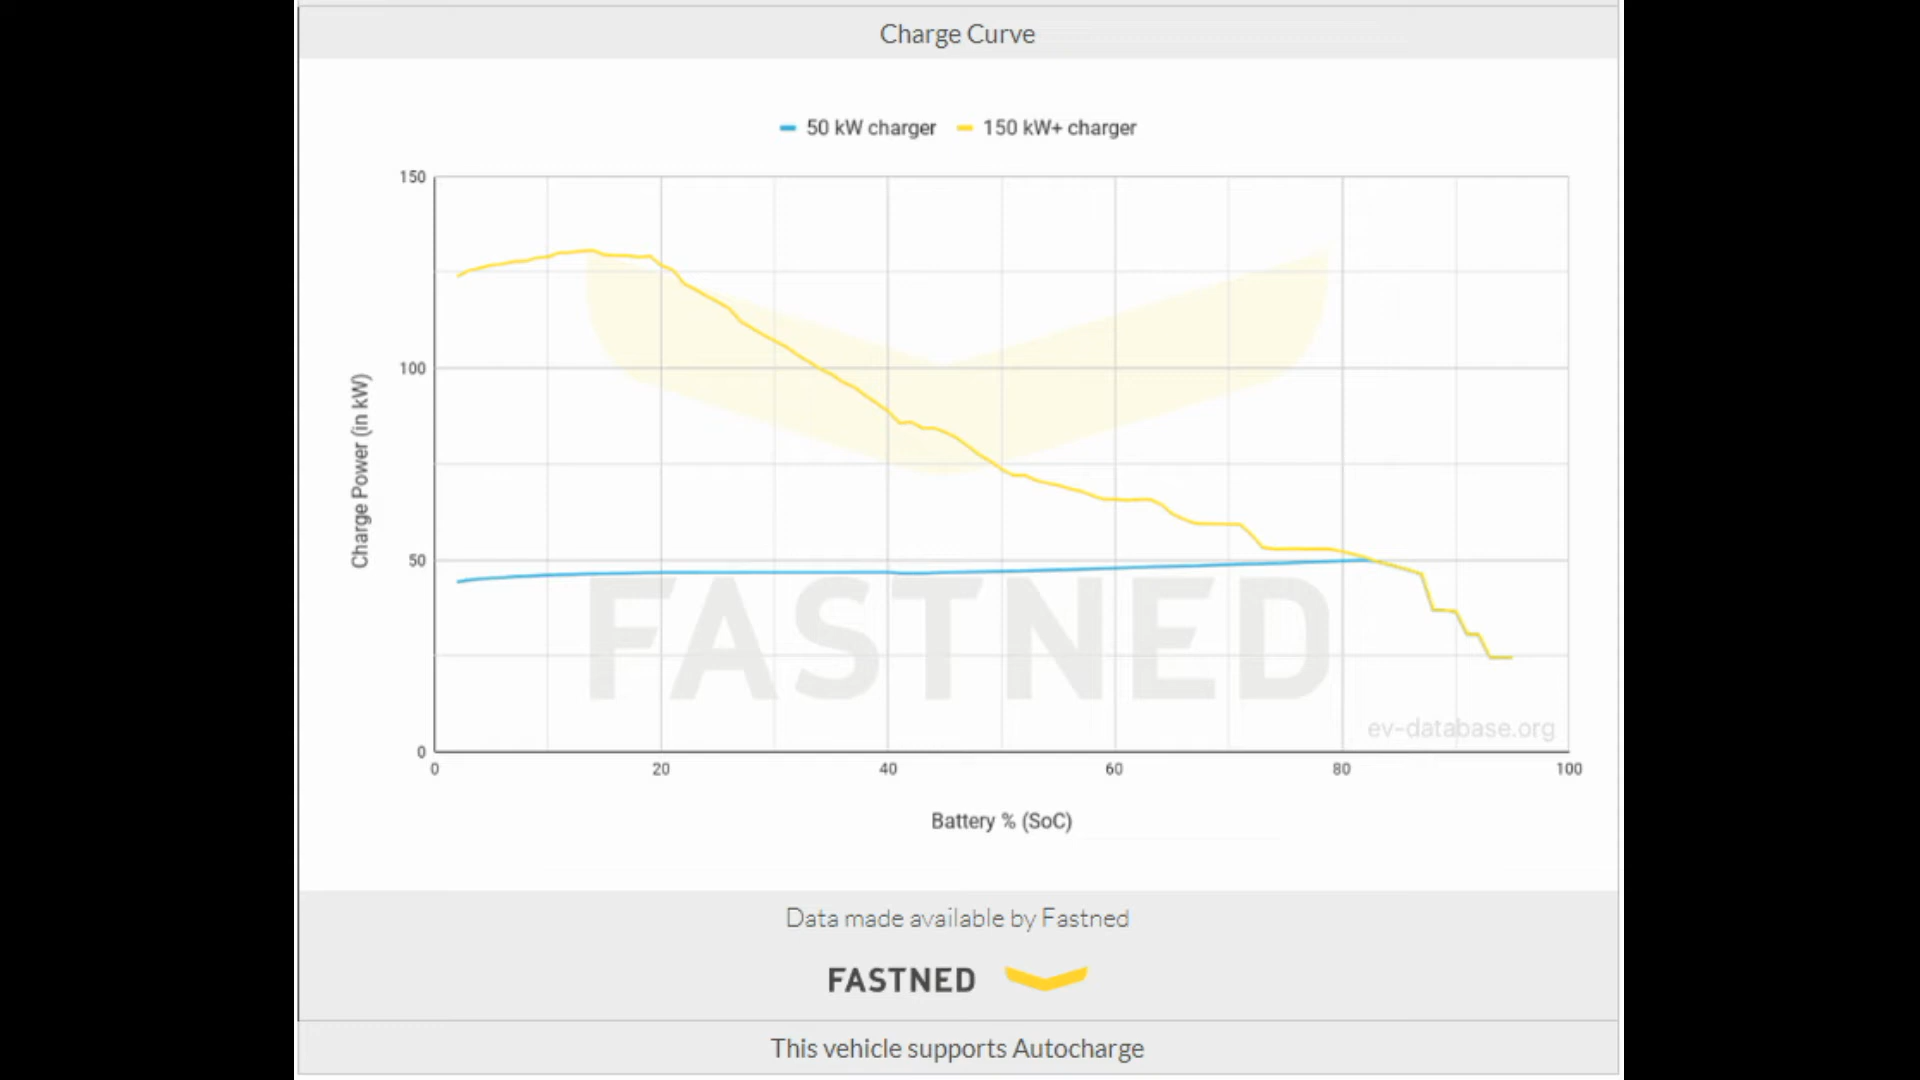 Charge Curve
50 kW charger 150 kW+ charger
150
100
50
0
Charge Power (in kW)
0 20 40 60 80 100
Battery % (SoC)
FASTNED
ev-database.org
Data made available by Fastned
FASTNED
This vehicle supports Autocharge